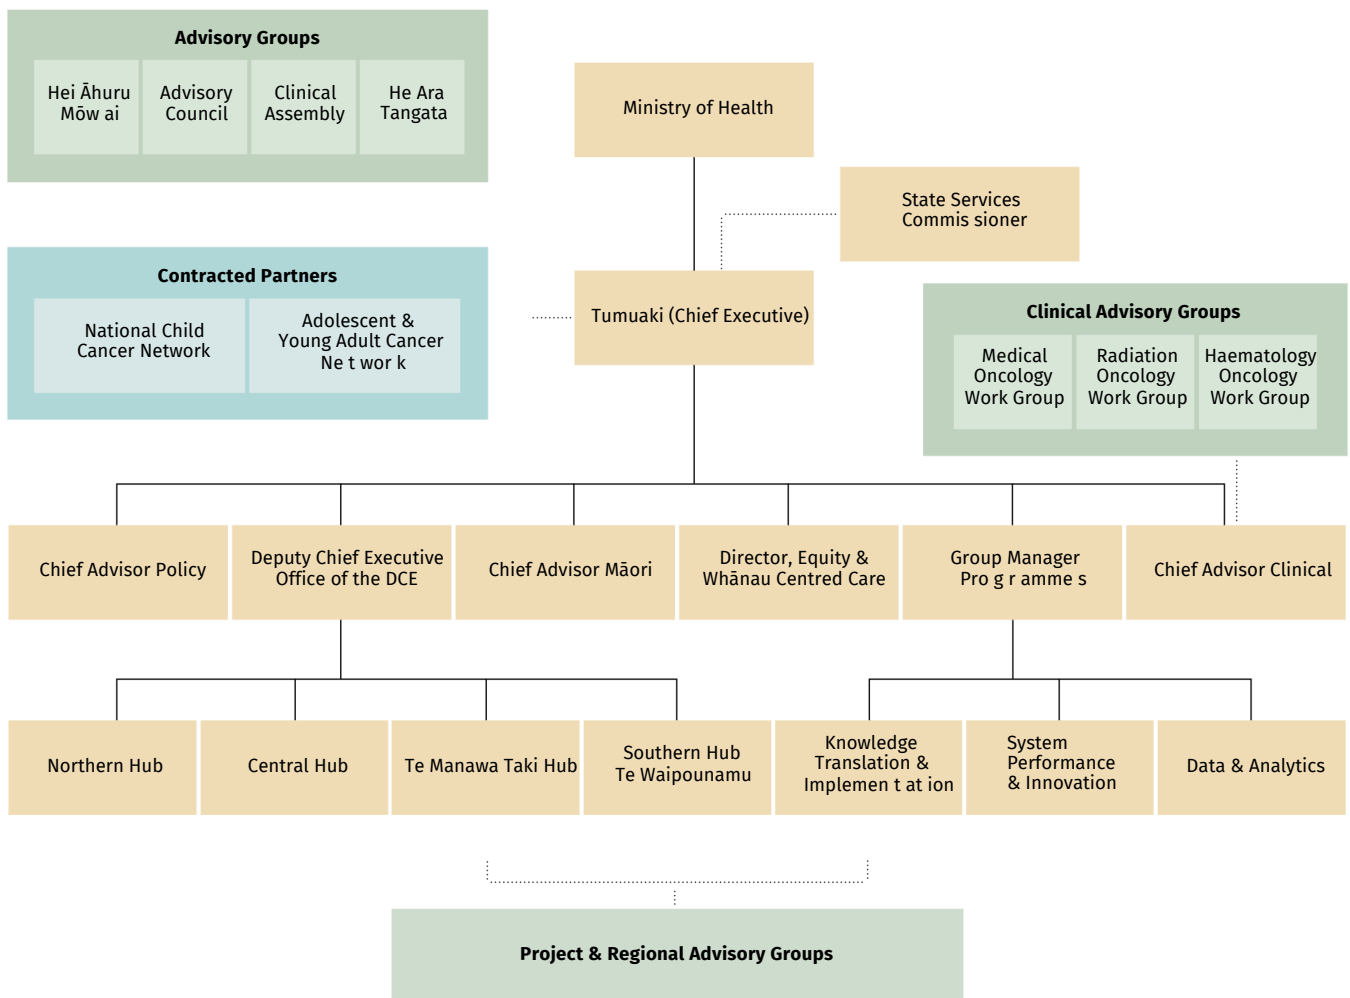 Advisory Groups
Hei Āhuru
Mōw ai
Advisory
Council
Clinical
Assembly
He Ara
Tangata
Ministry of Health
State Services
Commis sioner
Contracted Partners
National Child
Cancer Network
Adolescent &
Young Adult Cancer
Ne t wor k
Tumuaki (Chief Executive)
Clinical Advisory Groups
Medical
Oncology
Work Group
Radiation
Oncology
Work Group
Haematology
Oncology
Work Group
Chief Advisor Policy
Deputy Chief Executive
Office of the DCE
Chief Advisor Māori
Director, Equity &
Whānau Centred Care
Group Manager
Pro g r amme s
Chief Advisor Clinical
Northern Hub
Central Hub
Te Manawa Taki Hub
Southern Hub
Te Waipounamu
Knowledge
Translation &
Implemen t at ion
System
Performance
& Innovation
Data & Analytics
Project & Regional Advisory Groups